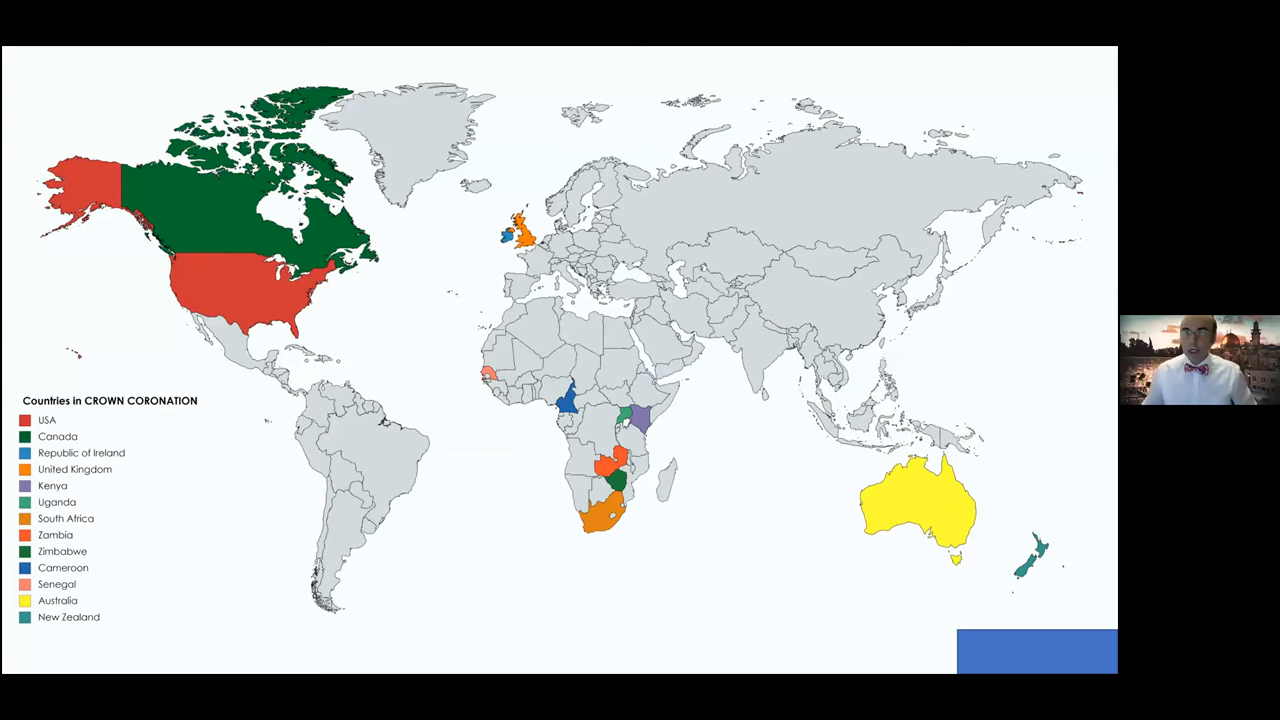 Countries in CROWN CORONATION
USA
Canada
Republic of Ireland
United Kingdom
Kenya
Uganda
South Africa
Zambia
Zimbabwe
Cameroon
Senegal
Australia
New Zealand